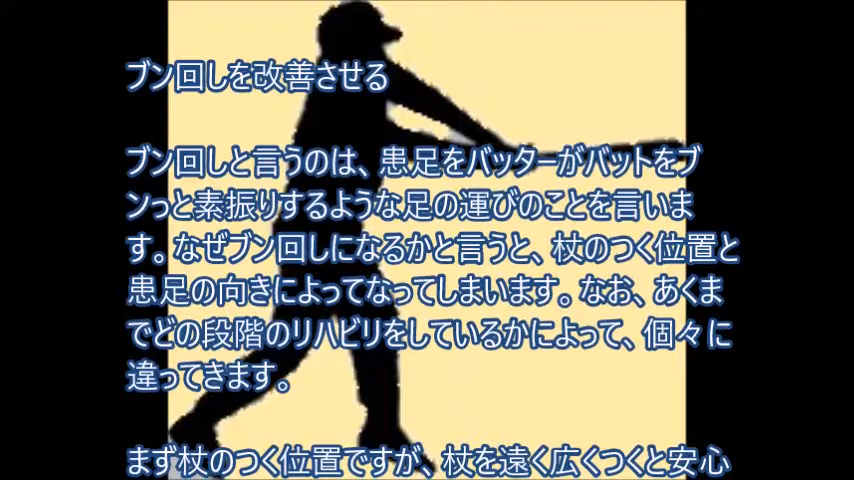 ブン回しを改善させる
ブン回しと言うのは、患足をバッターがバットをブ
ンっと素振りするような足の運びのことを言いま
す。なぜブン回しになるかと言うと、杖のつく位置と
患足の向きによってなってしまいます。なお、あくま
でどの段階のリハビリをしているかによって、個々に
違ってきます。
まず杖のつく位置ですが、杖を遠く広くつくと安心